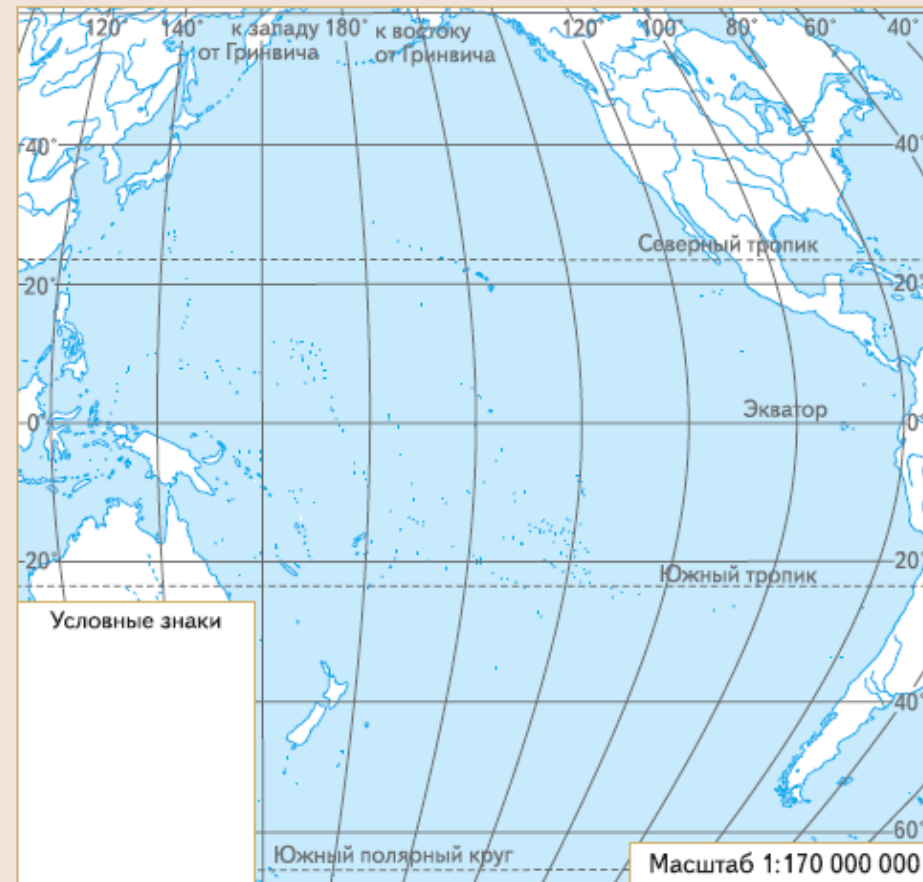 120° 140° к западу 180° к востоку 120° 100° 80° 60° 40°
от Гринвича от Гринвича
40° 40°
Северный тропик
20° 20°
Экватор
0° 0°
20° 20°
Южный тропик
Условные знаки
40°
60°
Южный полярный круг
Масштаб 1:170 000 000